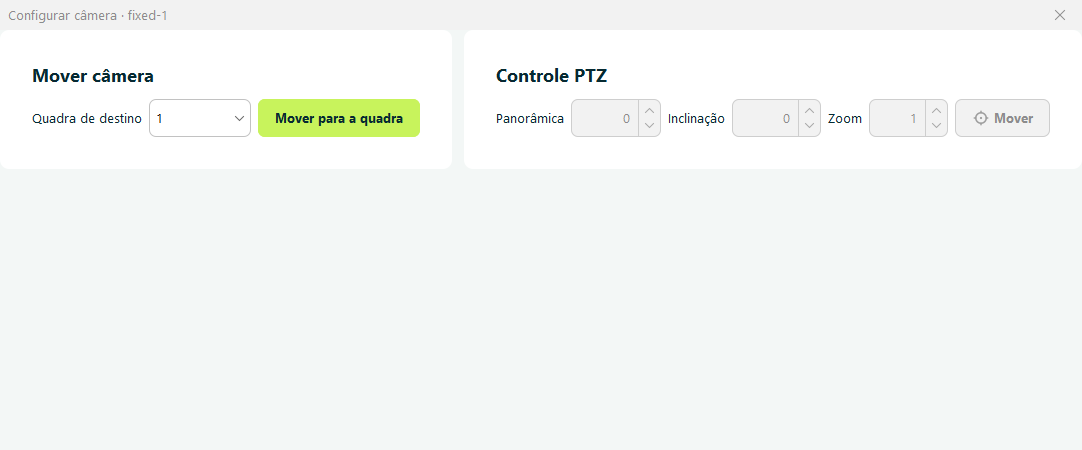 Configurar câmera · fixed-1
Mover câmera
Quadra de destino 1 Mover para a quadra
Controle PTZ
Panorâmica 0 Inclinação 0 Zoom 1 Mover